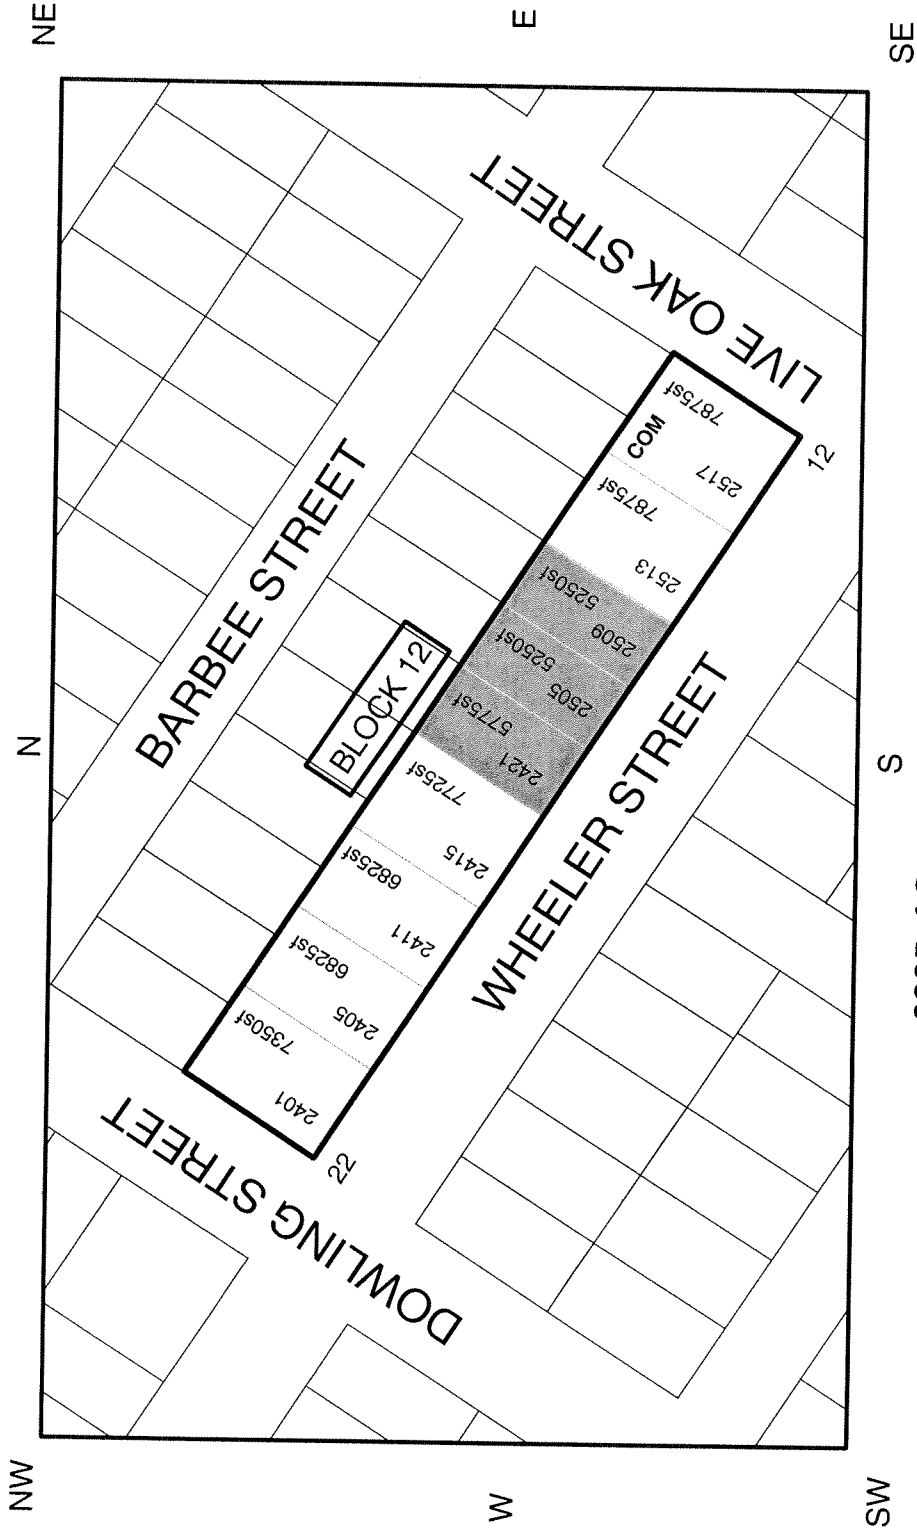 NW
N
NE
W
E
SW
S
SE
BARBEE STREET
DOWLING STREET
LIVE OAK STREET
WHEELER STREET
BLOCK 12
22
12
7350sf
2401
6825sf
2405
6825sf
2411
7725sf
2415
5775sf
2421
5250sf
2505
5250sf
2509
7875sf
2513
COM
7875sf
2517